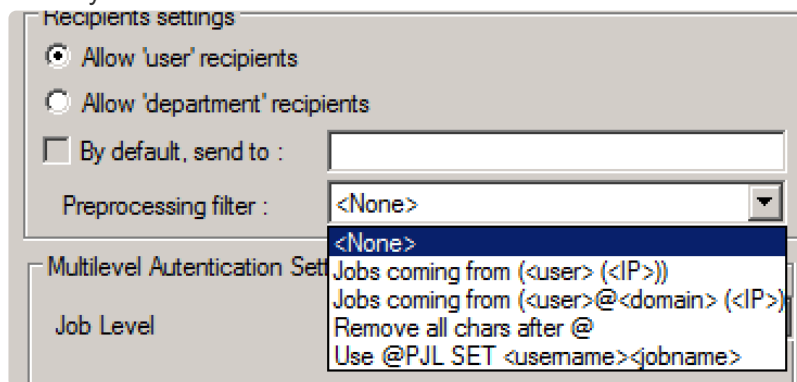 Recipients settings
Allow 'user' recipients
Allow 'department' recipients
By default, send to :
Preprocessing filter : <None>
<None>
Jobs coming from (<user> (<IP>))
Jobs coming from (<user>@<domain> (<IP>)
Remove all chars after @
Use @PJL SET <username><jobname>
Multilevel Autentication Sett
Job Level